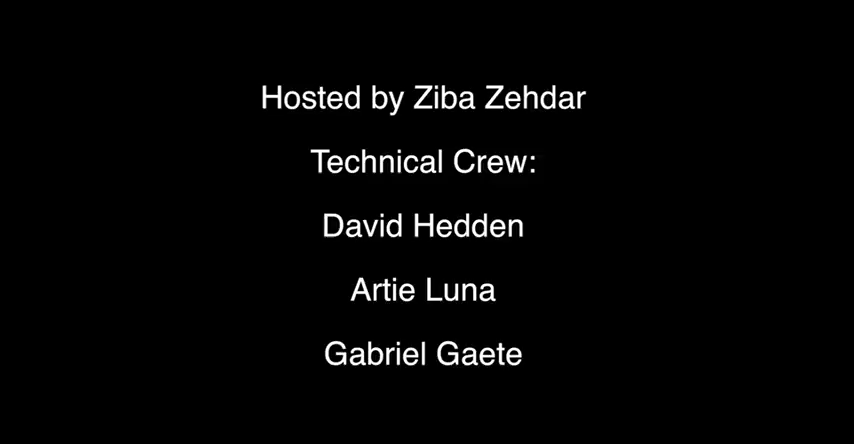 Hosted by Ziba Zehdar
Technical Crew:
David Hedden
Artie Luna
Gabriel Gaete